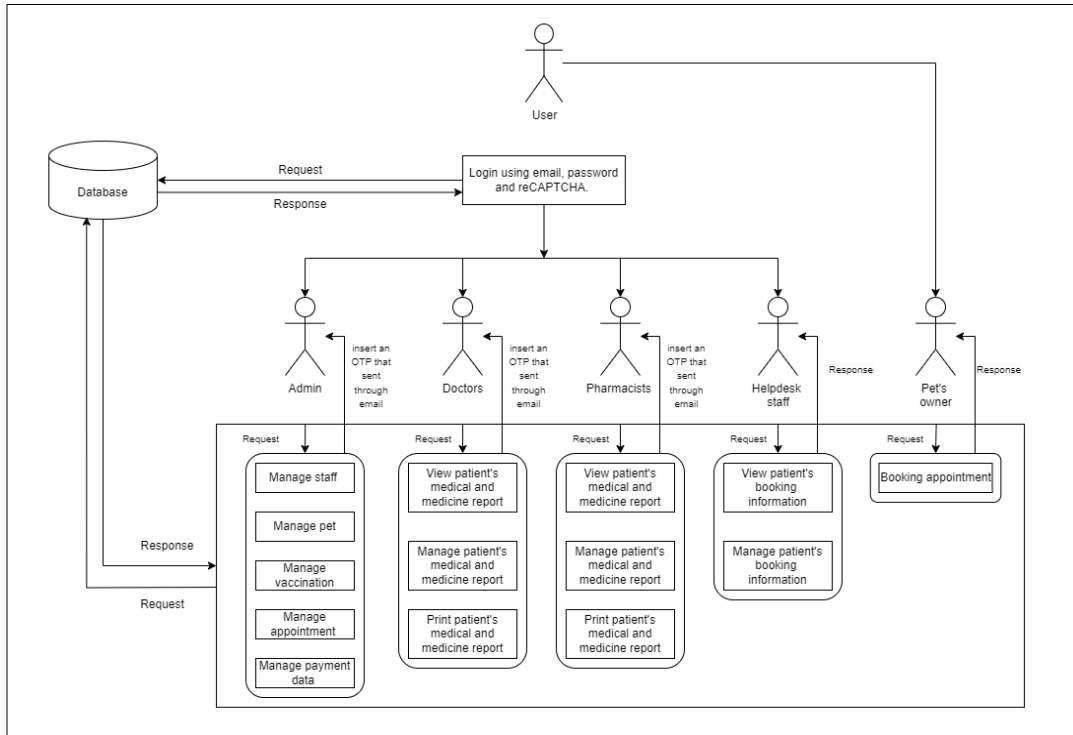 User
Login using email, password
and reCAPTCHA.
Request
Response
Database
Admin
Doctors
Pharmacists
Helpdesk
staff
Pet's
owner
insert an
OTP that
sent
through
email
insert an
OTP that
sent
through
email
insert an
OTP that
sent
through
email
Response
Response
Request
Request
Request
Request
Request
Manage staff
Manage pet
Manage
vaccination
Manage
appointment
Manage payment
data
View patient's
medical and
medicine report
Manage patient's
medical and
medicine report
Print patient's
medical and
medicine report
View patient's
medical and
medicine report
Manage patient's
medical and
medicine report
Print patient's
medical and
medicine report
View patient's
booking
information
Manage patient's
booking
information
Booking appointment
Response
Request